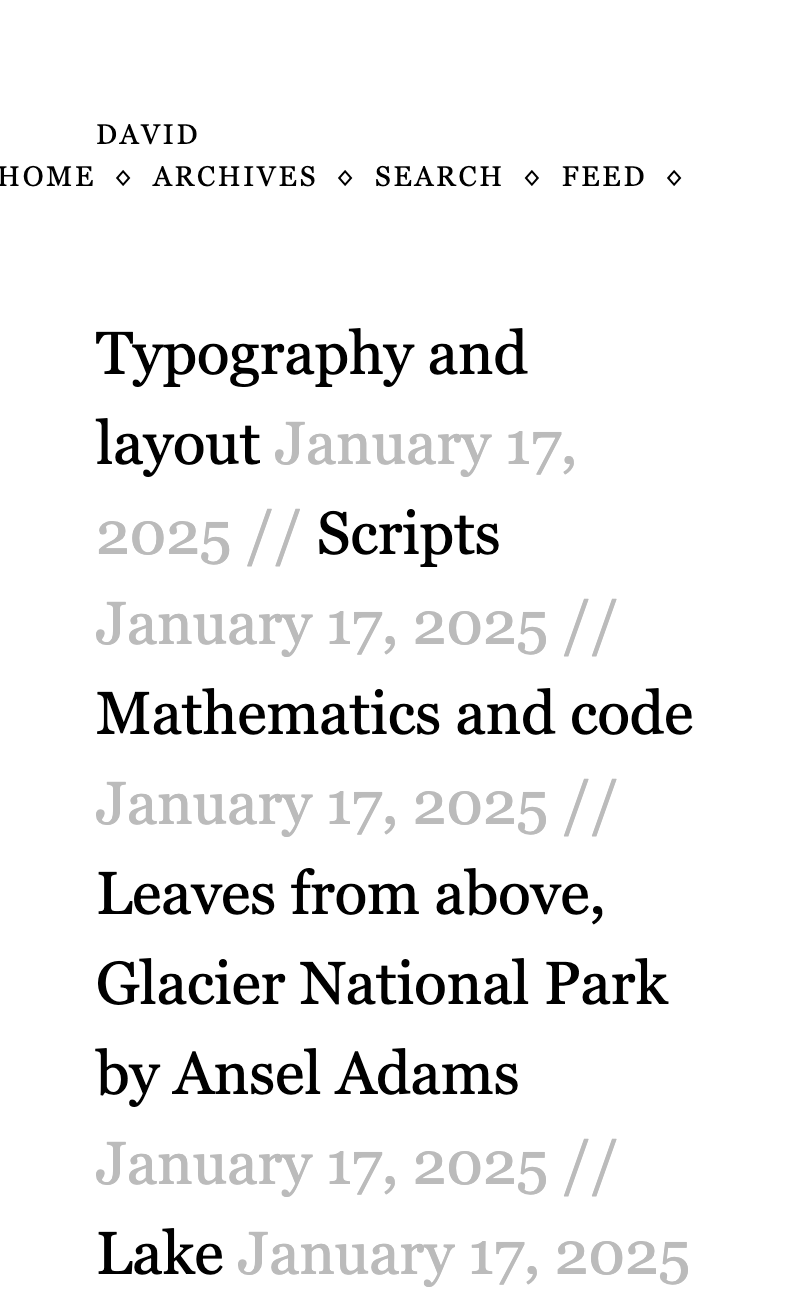 DAVID
HOME ⋄ ARCHIVES ⋄ SEARCH ⋄ FEED ⋄
Typography and
layout January 17,
2025 // Scripts
January 17, 2025 //
Mathematics and code
January 17, 2025 //
Leaves from above,
Glacier National Park
by Ansel Adams
January 17, 2025 //
Lake January 17, 2025